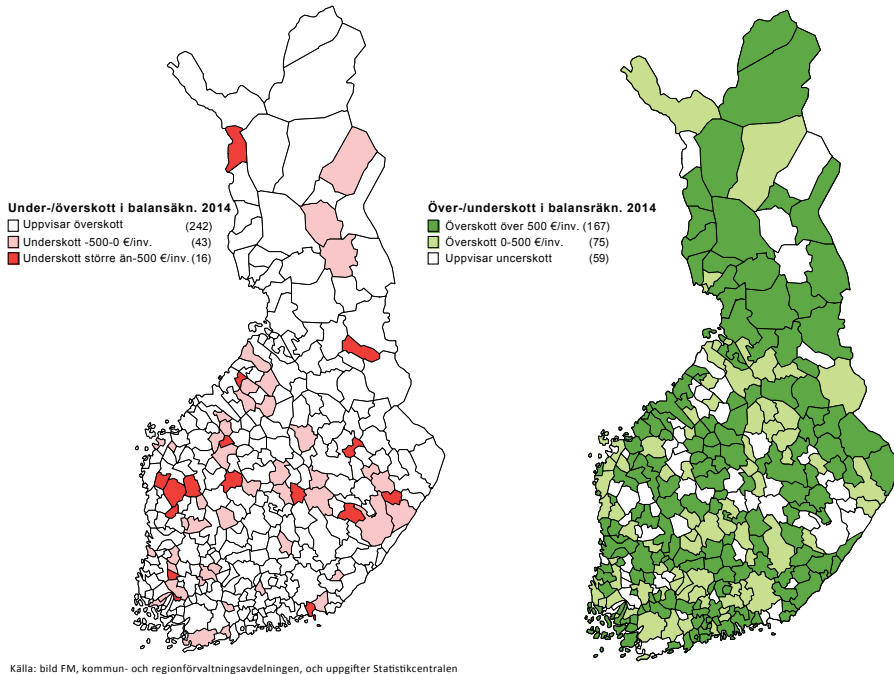 Under-/överskott i balansäkn. 2014
Uppvisar överskott (242)
Underskott -500-0 €/inv. (43)
Underskott större än-500 €/inv. (16)
Över-/underskott i balansräkn. 2014
Överskott över 500 €/inv. (167)
Överskott 0-500 €/inv. (75)
Uppvisar uncerskott (59)
Källa: bild FM, kommun- och regionförvaltningsavdelningen, och uppgifter Statistikcentralen